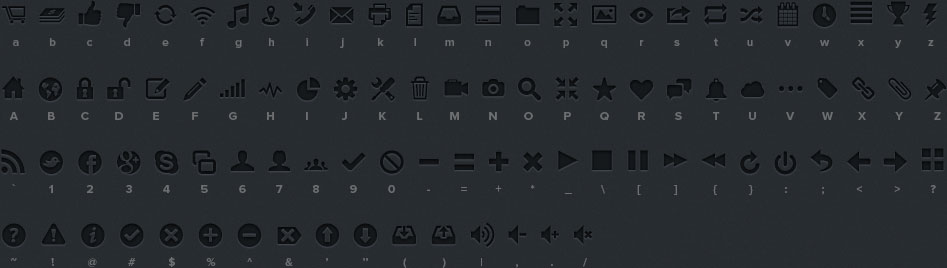 a b c d e f g h i j k l m n o p q r s t u v w x y z
A B C D E F G H I J K L M N O P Q R S T U V W X Y Z
` 1 2 3 4 5 6 7 8 9 0 - = + * _ \ [ ] { } : ; < > ?
~ ! @ # $ % ^ & ' " ( ) | , . /